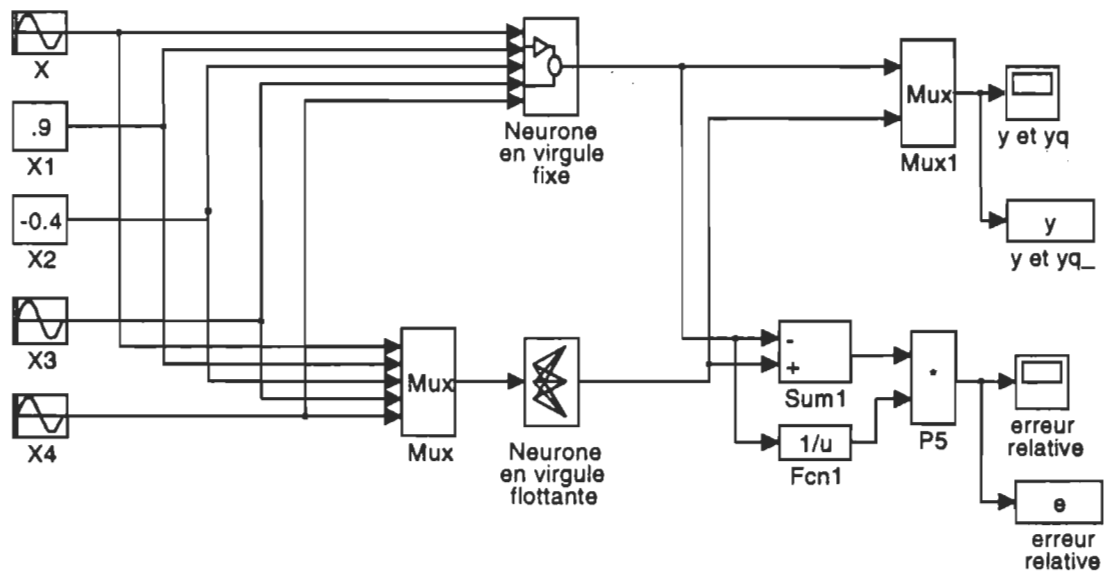 X
.9
X1
-0.4
X2
X3
X4
Mux
Mux
Neurone
en virgule
fixe
Neurone
en virgule
flottante
Mux
Mux1
y et yq
y
y et yq_
-
+
Sum1
1/u
Fcn1
*
P5
erreur
relative
e
erreur
relative